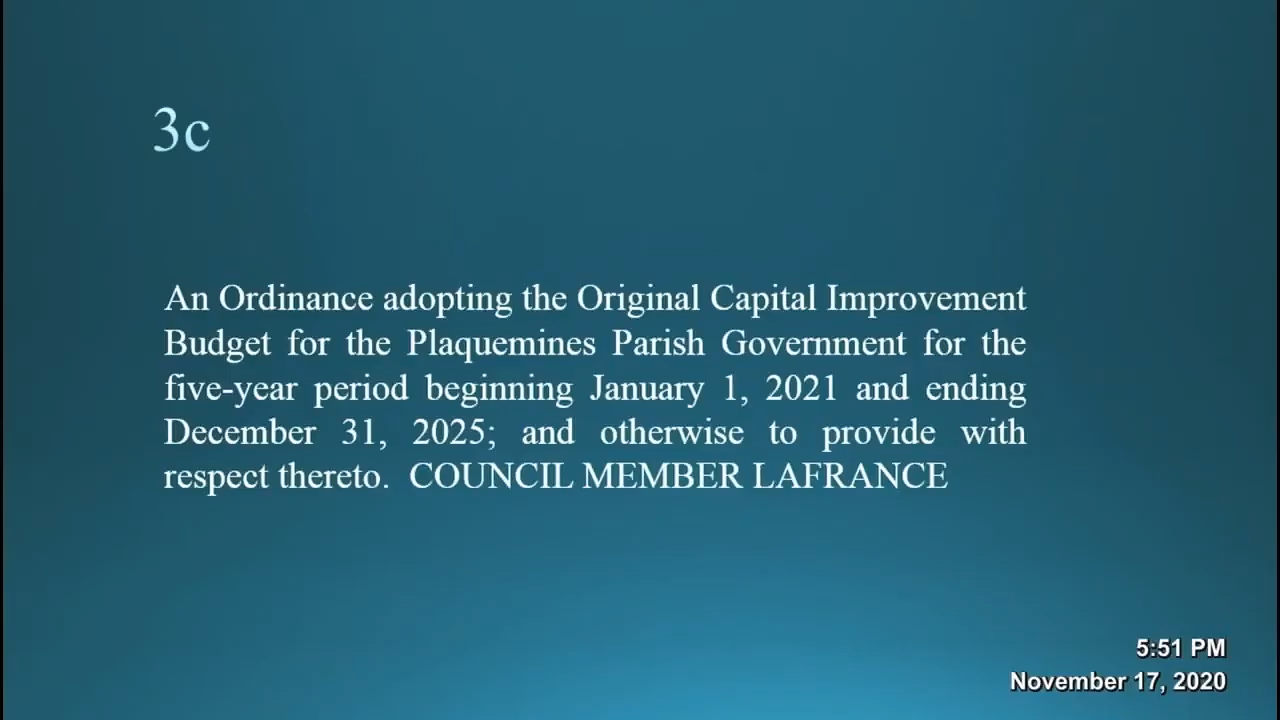 3c
An Ordinance adopting the Original Capital Improvement
Budget for the Plaquemines Parish Government for the
five-year period beginning January 1, 2021 and ending
December 31, 2025; and otherwise to provide with
respect thereto. COUNCIL MEMBER LAFRANCE
5:51 PM
November 17, 2020